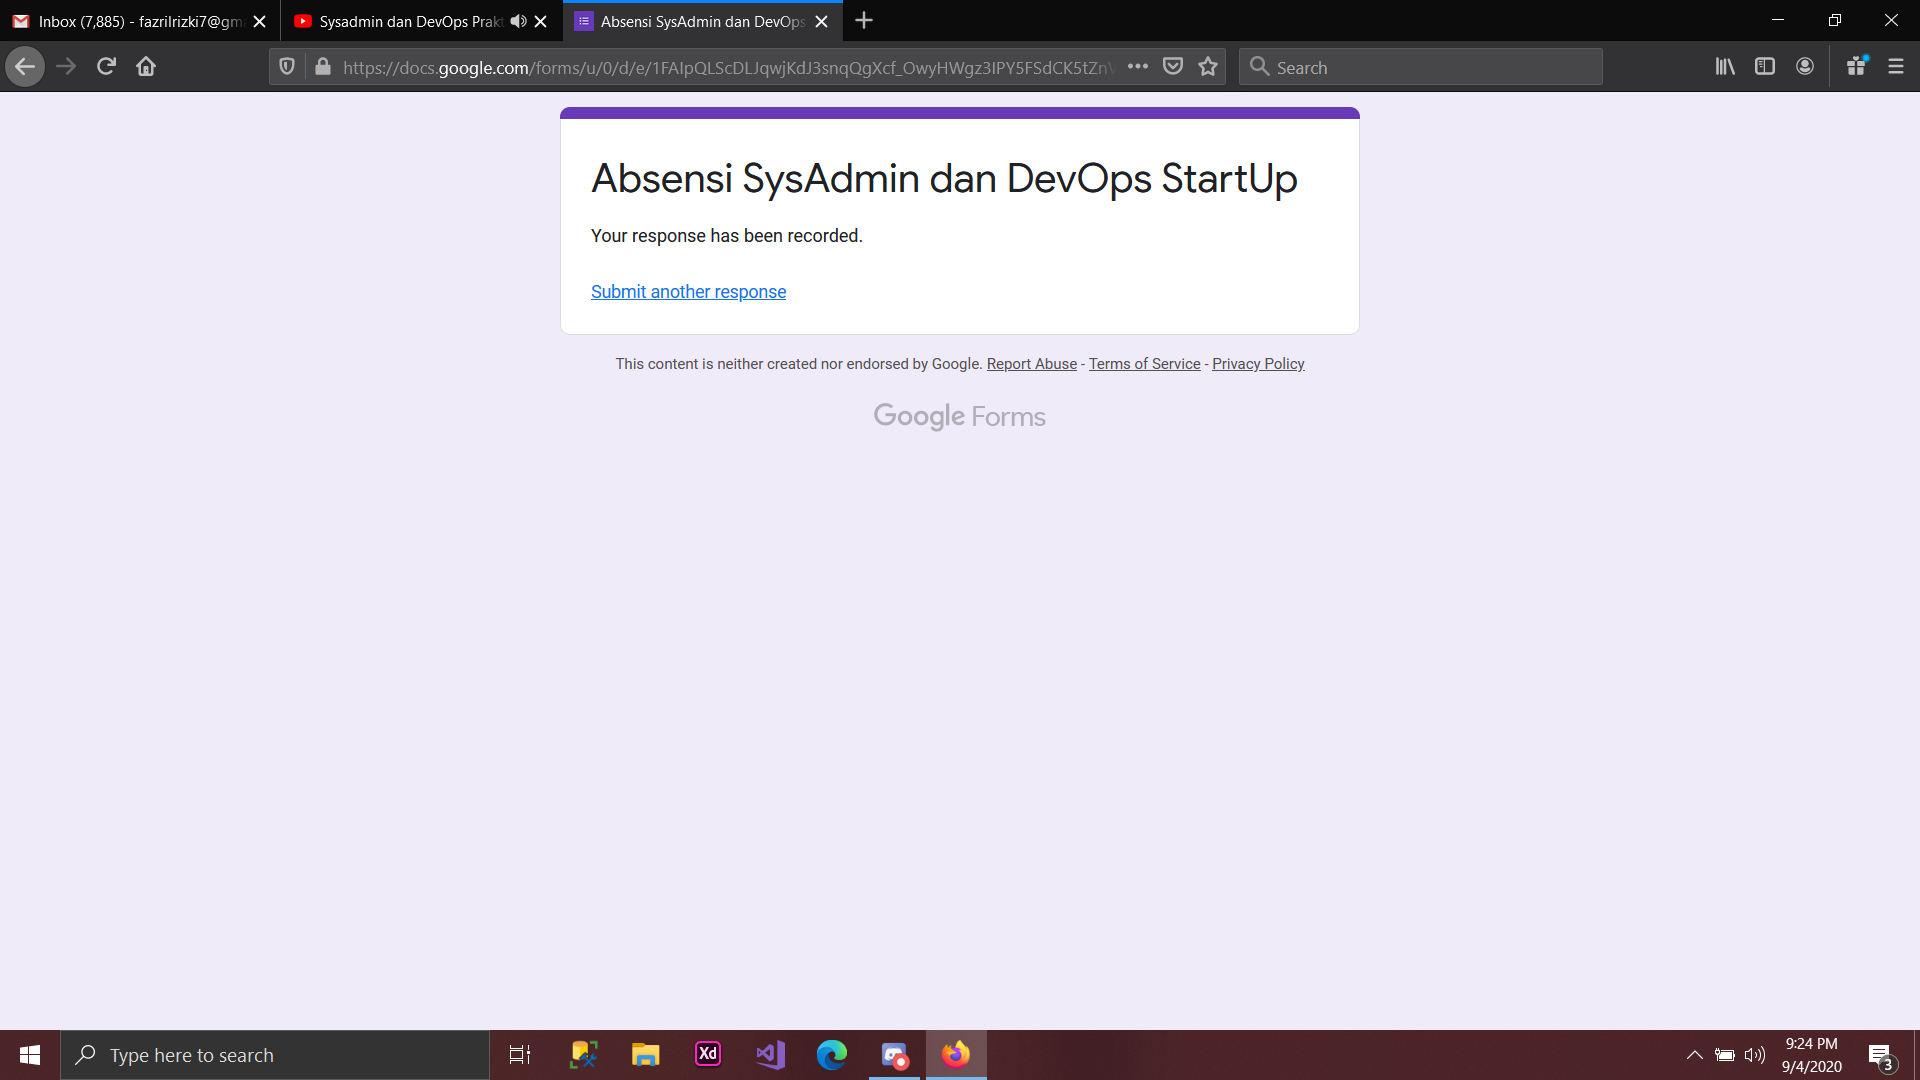 Inbox (7,885) - fazrilrizki7@gm
Sysadmin dan DevOps Prakt
Absensi SysAdmin dan DevOps
https://docs.google.com/forms/u/0/d/e/1FAIpQLScDLJqwjKdJ3snqQgXcf_OwyHWgz3IPY5FSdCK5tZnV
Search
Absensi SysAdmin dan DevOps StartUp
Your response has been recorded.
Submit another response
This content is neither created nor endorsed by Google. Report Abuse - Terms of Service - Privacy Policy
Google Forms
Type here to search
Xd
9:24 PM
9/4/2020
3